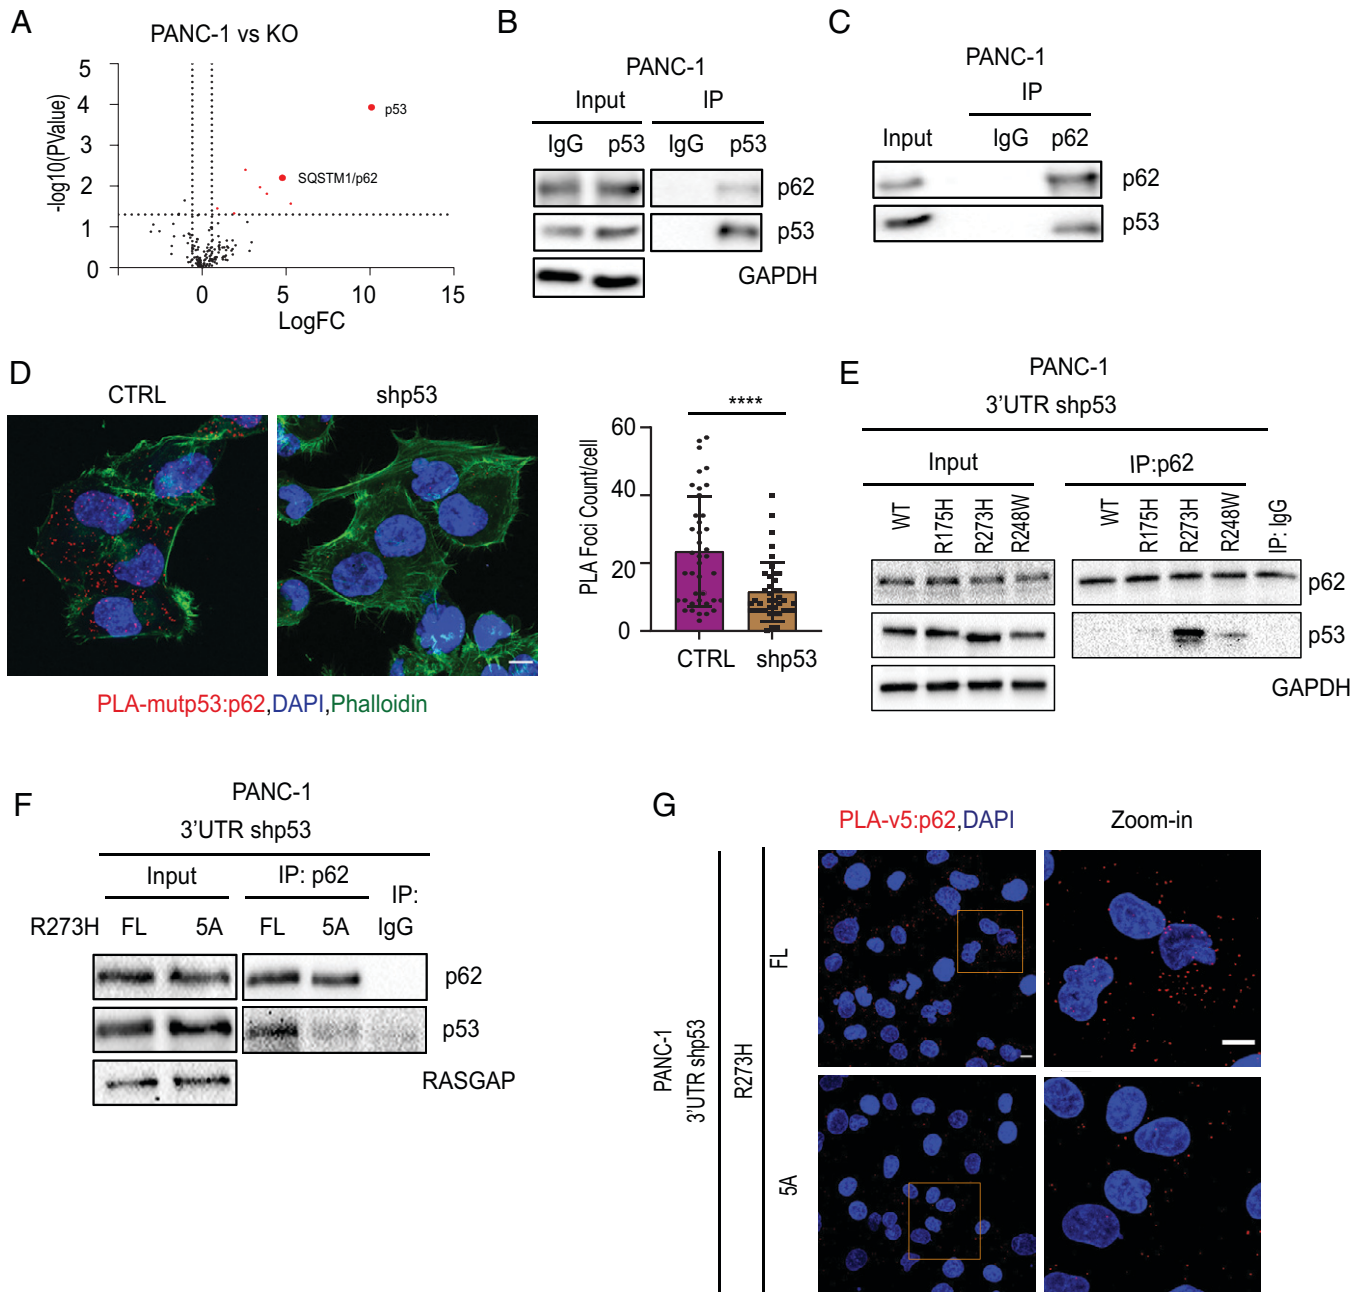 A
PANC-1 vs KO
-log10(PValue)
5
4
3
2
1
0
p53
SQSTM1/p62
0 5 10 15
LogFC
B
PANC-1
Input IP
IgG p53 IgG p53
p62
p53
GAPDH
C
PANC-1
IP
Input IgG p62
p62
p53
D
CTRL shp53
PLA-mutp53:p62,DAPI,Phalloidin
PLA Foci Count/cell
60
40
20
0
****
CTRL shp53
E
PANC-1
3'UTR shp53
Input IP:p62
WT R175H R273H R248W WT R175H R273H R248W IP: IgG
p62
p53
GAPDH
F
PANC-1
3'UTR shp53
Input IP: p62 IP:
R273H FL 5A FL 5A IgG
p62
p53
RASGAP
G
PLA-v5:p62,DAPI Zoom-in
PANC-1
3'UTR shp53
R273H
FL
5A